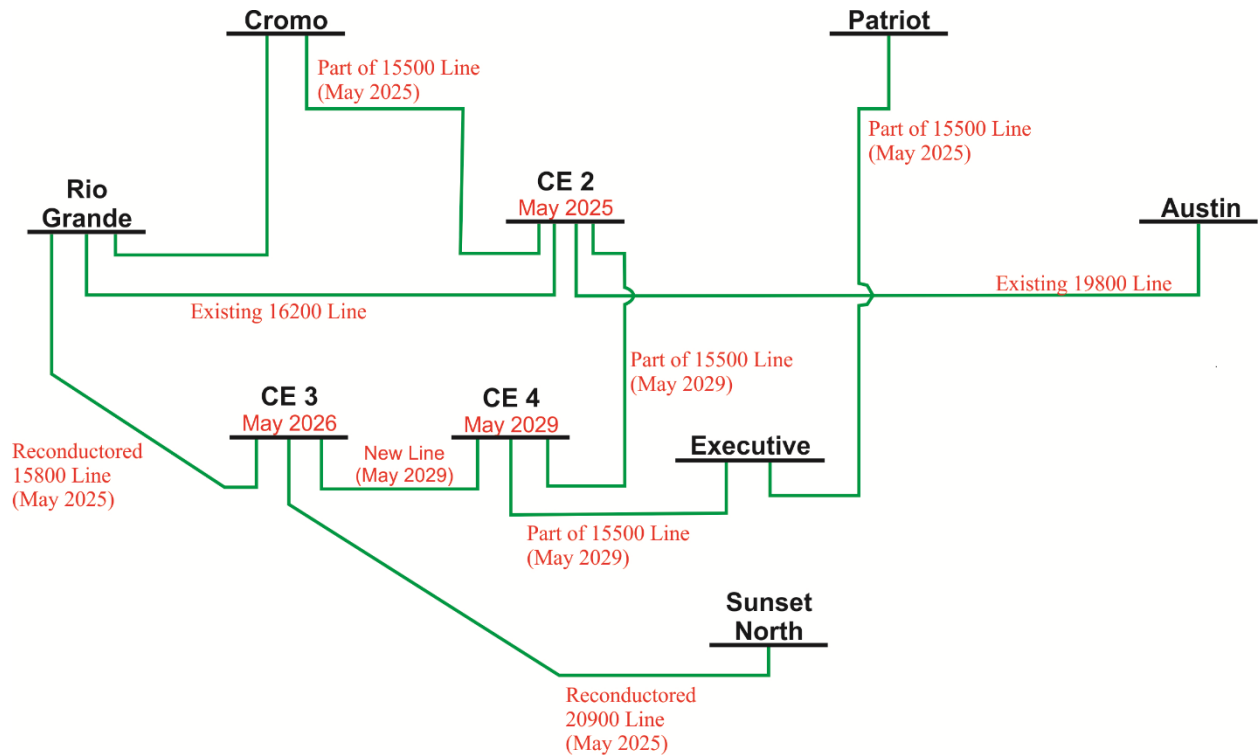 Cromo
Patriot
Part of 15500 Line
(May 2025)
Part of 15500 Line
(May 2025)
Rio
Grande
CE 2
May 2025
Austin
Existing 16200 Line
Existing 19800 Line
Part of 15500 Line
(May 2029)
CE 3
May 2026
CE 4
May 2029
Executive
Reconductored
15800 Line
(May 2025)
New Line
(May 2029)
Part of 15500 Line
(May 2029)
Sunset
North
Reconductored
20900 Line
(May 2025)